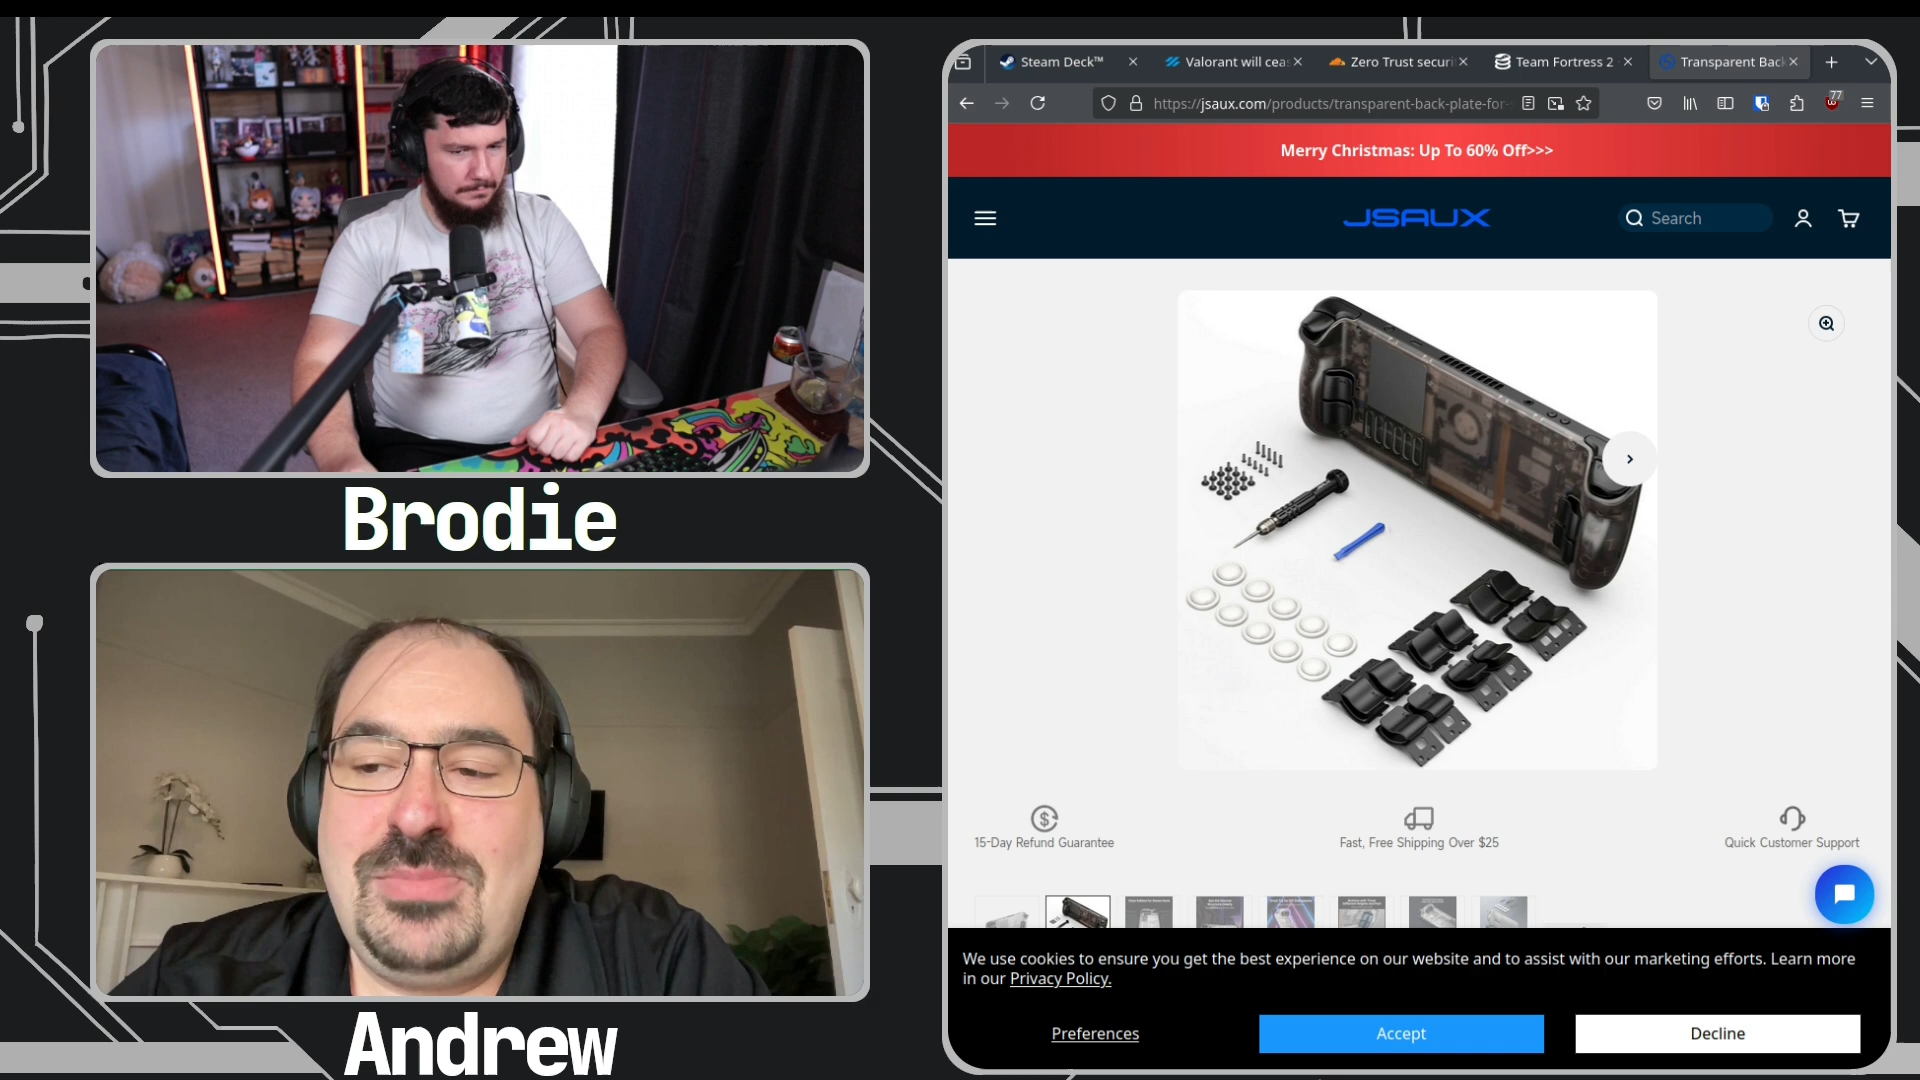 Brodie
Andrew
Steam Deck™
Valorant will ceas
Zero Trust securi
Team Fortress 2
Transparent Back
https://jsaux.com/products/transparent-back-plate-for-
77
Merry Christmas: Up To 60% Off>>>
JSAUX
Search
15-Day Refund Guarantee
Fast, Free Shipping Over $25
Quick Customer Support
We use cookies to ensure you get the best experience on our website and to assist with our marketing efforts. Learn more
in our Privacy Policy.
Preferences
Accept
Decline